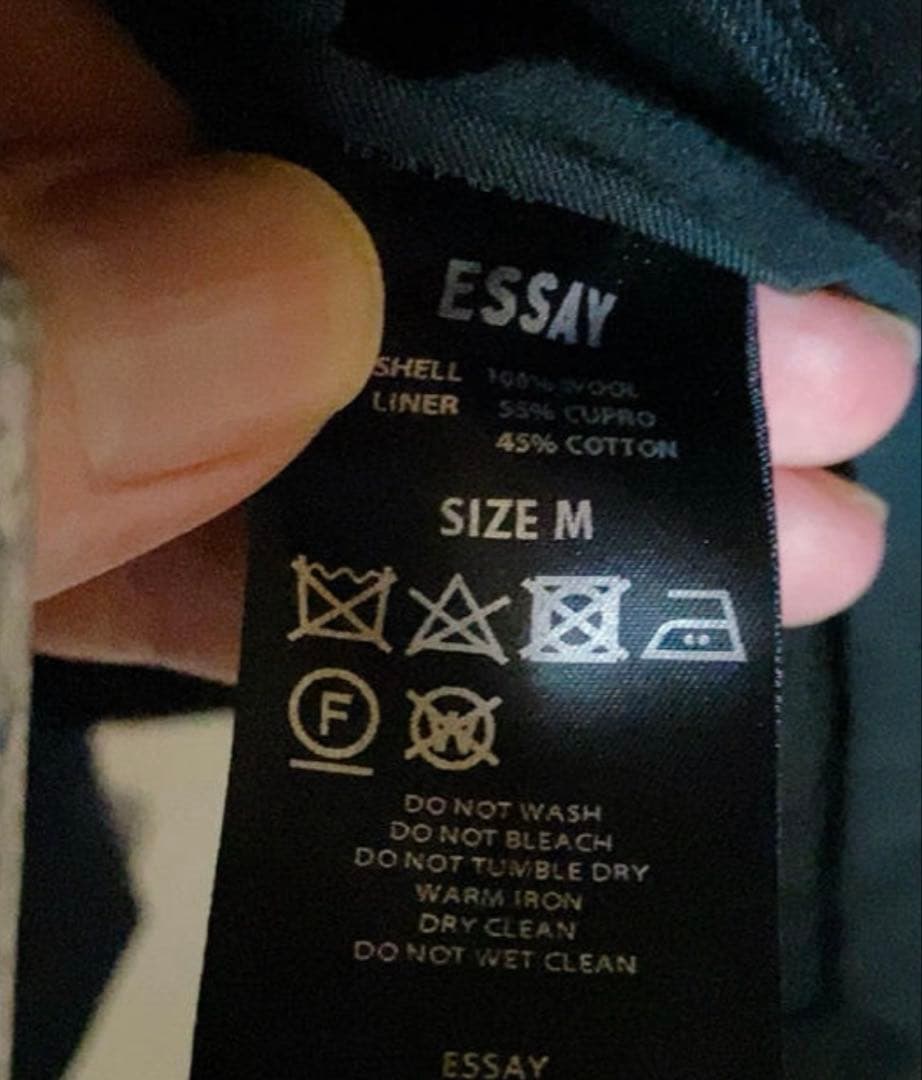 ESSAY
SHELL 100% WOOL
LINER 55% CUPRO
45% COTTON
SIZE M
F
W
DO NOT WASH
DO NOT BLEACH
DO NOT TUMBLE DRY
WARM IRON
DRY CLEAN
DO NOT WET CLEAN
ESSAY